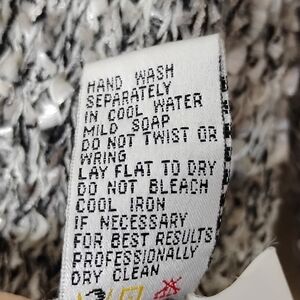 HAND WASH
SEPARATELY
IN COOL WATER
MILD SOAP
DO NOT TWIST OR
WRING
LAY FLAT TO DRY
DO NOT BLEACH
COOL IRON
IF NECESSARY
FOR BEST RESULTS
PROFESSIONALLY
DRY CLEAN